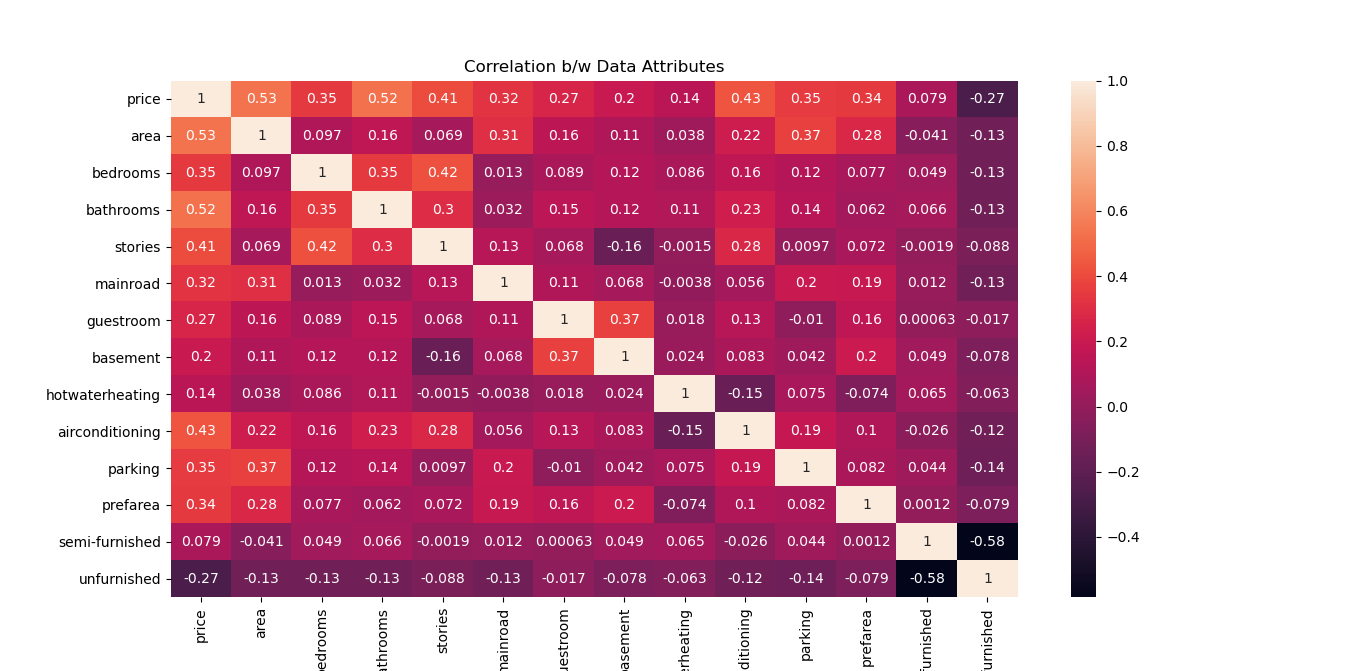 Correlation b/w Data Attributes
price 1 0.53 0.35 0.52 0.41 0.32 0.27 0.2 0.14 0.43 0.35 0.34 0.079 -0.27
area 0.53 1 0.097 0.16 0.069 0.31 0.16 0.11 0.038 0.22 0.37 0.28 -0.041 -0.13
bedrooms 0.35 0.097 1 0.35 0.42 0.013 0.089 0.12 0.086 0.16 0.12 0.077 0.049 -0.13
bathrooms 0.52 0.16 0.35 1 0.3 0.032 0.15 0.12 0.11 0.23 0.14 0.062 0.066 -0.13
stories 0.41 0.069 0.42 0.3 1 0.13 0.068 -0.16 -0.0015 0.28 0.0097 0.072 -0.0019 -0.088
mainroad 0.32 0.31 0.013 0.032 0.13 1 0.11 0.068 -0.0038 0.056 0.2 0.19 0.012 -0.13
guestroom 0.27 0.16 0.089 0.15 0.068 0.11 1 0.37 0.018 0.13 -0.01 0.16 0.00063 -0.017
basement 0.2 0.11 0.12 0.12 -0.16 0.068 0.37 1 0.024 0.083 0.042 0.2 0.049 -0.078
hotwaterheating 0.14 0.038 0.086 0.11 -0.0015 -0.0038 0.018 0.024 1 -0.15 0.075 -0.074 0.065 -0.063
airconditioning 0.43 0.22 0.16 0.23 0.28 0.056 0.13 0.083 -0.15 1 0.19 0.1 -0.026 -0.12
parking 0.35 0.37 0.12 0.14 0.0097 0.2 -0.01 0.042 0.075 0.19 1 0.082 0.044 -0.14
prefarea 0.34 0.28 0.077 0.062 0.072 0.19 0.16 0.2 -0.074 0.1 0.082 1 0.0012 -0.079
semi-furnished 0.079 -0.041 0.049 0.066 -0.0019 0.012 0.00063 0.049 0.065 -0.026 0.044 0.0012 1 -0.58
unfurnished -0.27 -0.13 -0.13 -0.13 -0.088 -0.13 -0.017 -0.078 -0.063 -0.12 -0.14 -0.079 -0.58 1
price
area
edrooms
athrooms
stories
mainroad
uestroom
asement
erheating
ditioning
parking
prefarea
furnished
furnished
1.0
0.8
0.6
0.4
0.2
0.0
−0.2
−0.4